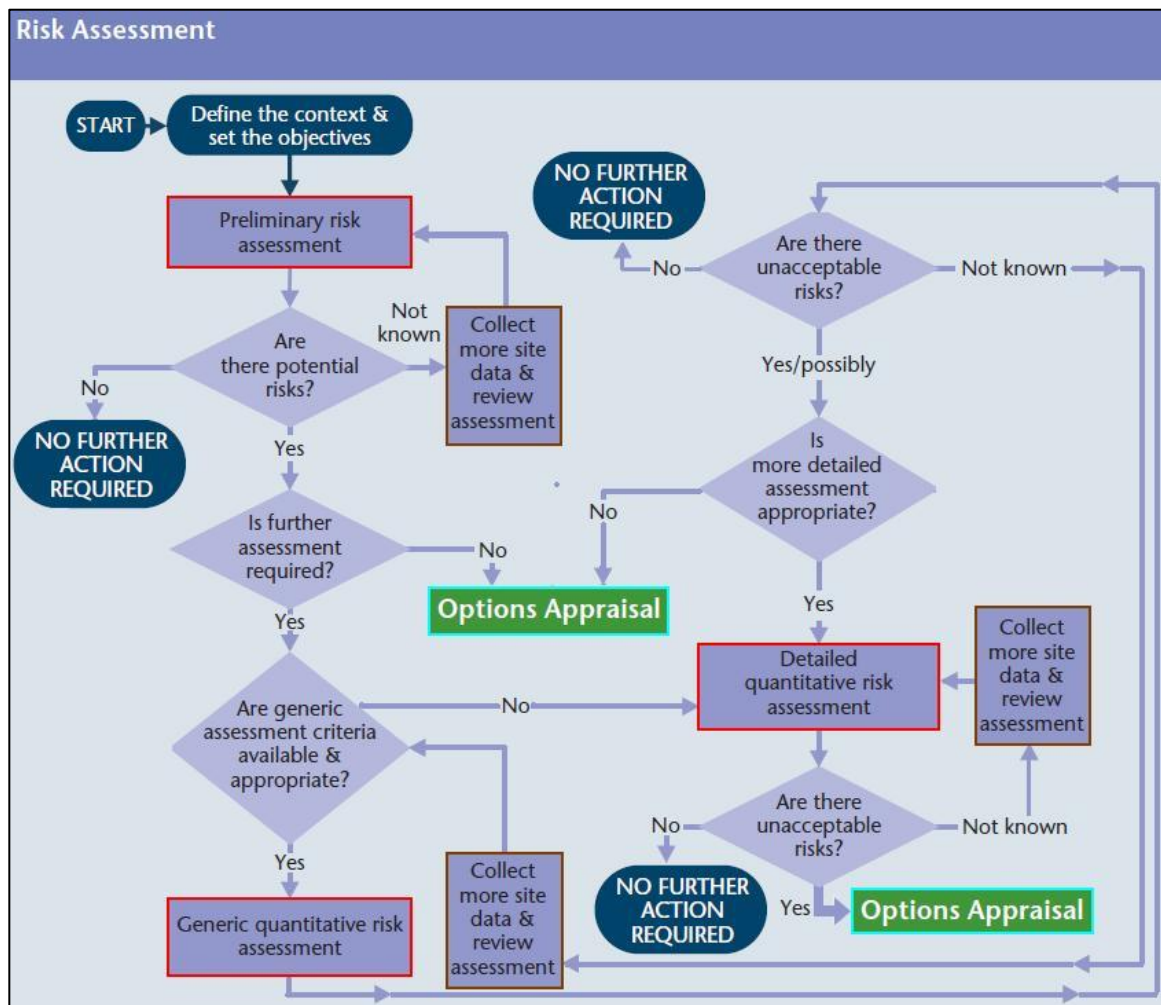 Risk Assessment
START
Define the context &
set the objectives
Preliminary risk
assessment
Are
there potential
risks?
Not
known
Collect
more site
data &
review
assessment
No
NO FURTHER
ACTION
REQUIRED
Yes
Is further
assessment
required?
No
Options Appraisal
Yes
Are generic
assessment criteria
available &
appropriate?
No
Yes
Generic quantitative risk
assessment
Collect
more site
data &
review
assessment
NO FURTHER
ACTION
REQUIRED
No
Are there
unacceptable
risks?
Not known
Yes/possibly
Is
more detailed
assessment
appropriate?
No
Yes
Detailed
quantitative risk
assessment
Collect
more site
data &
review
assessment
Are there
unacceptable
risks?
Not known
No
NO FURTHER
ACTION
REQUIRED
Yes
Options Appraisal